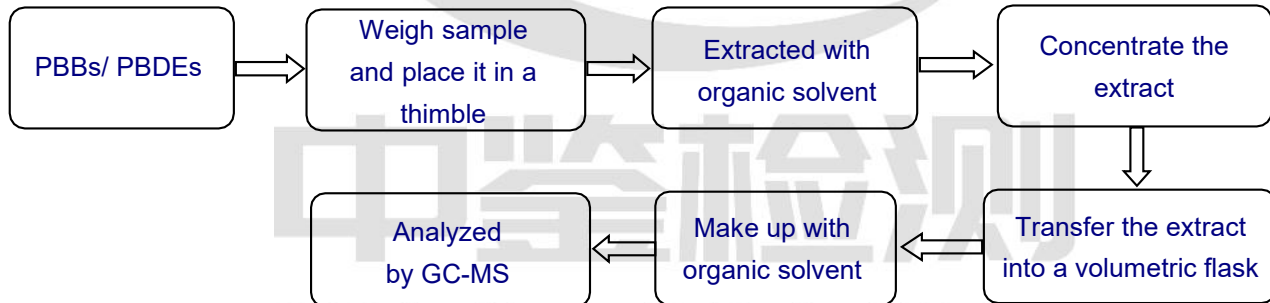 PBBs/ PBDEs
Weigh sample
and place it in a
thimble
Extracted with
organic solvent
Concentrate the
extract
Transfer the extract
into a volumetric flask
Make up with
organic solvent
Analyzed
by GC-MS
中鉴检测